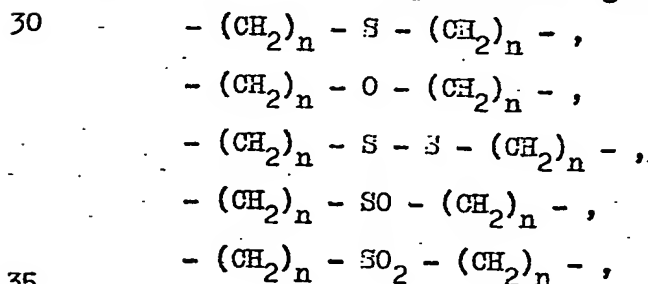 30 - (CH2)n - S - (CH2)n - ,
- (CH2)n - O - (CH2)n - ,
- (CH2)n - S - S - (CH2)n - ,
- (CH2)n - SO - (CH2)n - ,
- (CH2)n - SO2 - (CH2)n - ,
35